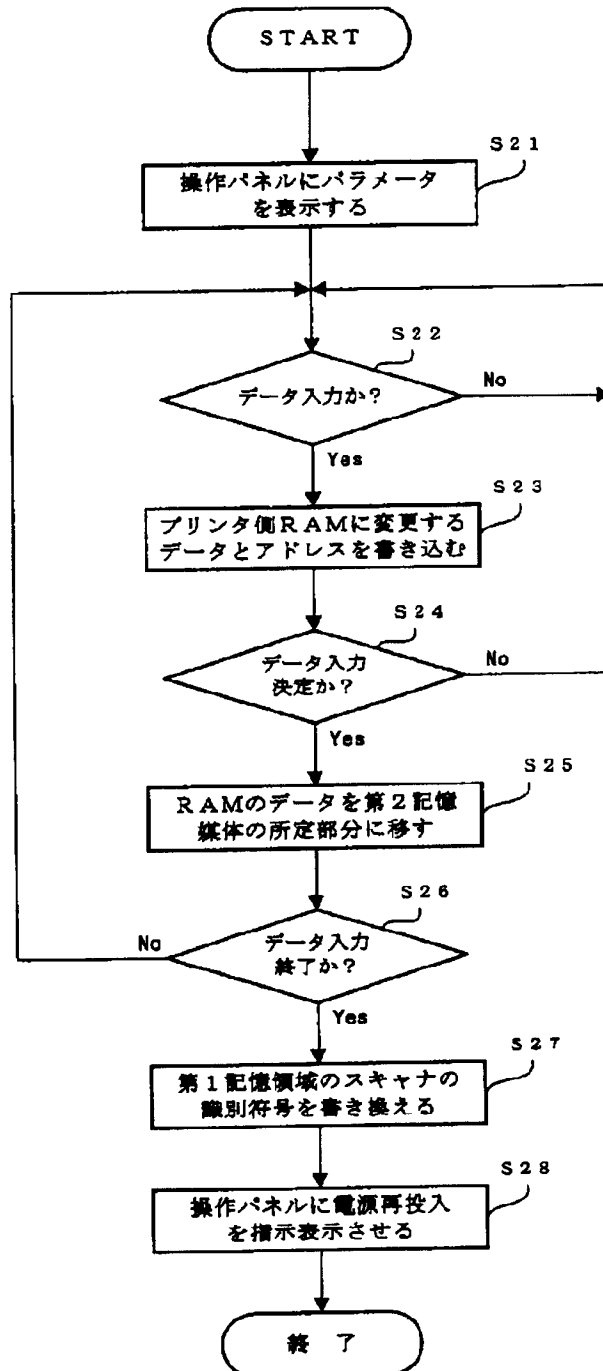 START
S21
操作パネルにパラメータ
を表示する
S22
データ入力か?
No
Yes
S23
プリンタ側RAMに変更する
データとアドレスを書き込む
S24
データ入力
決定か?
No
Yes
S25
RAMのデータを第2記憶
媒体の所定部分に移す
S26
データ入力
終了か?
No
Yes
S27
第1記憶領域のスキャナの
識別符号を書き換える
S28
操作パネルに電源再投入
を指示表示させる
終 了